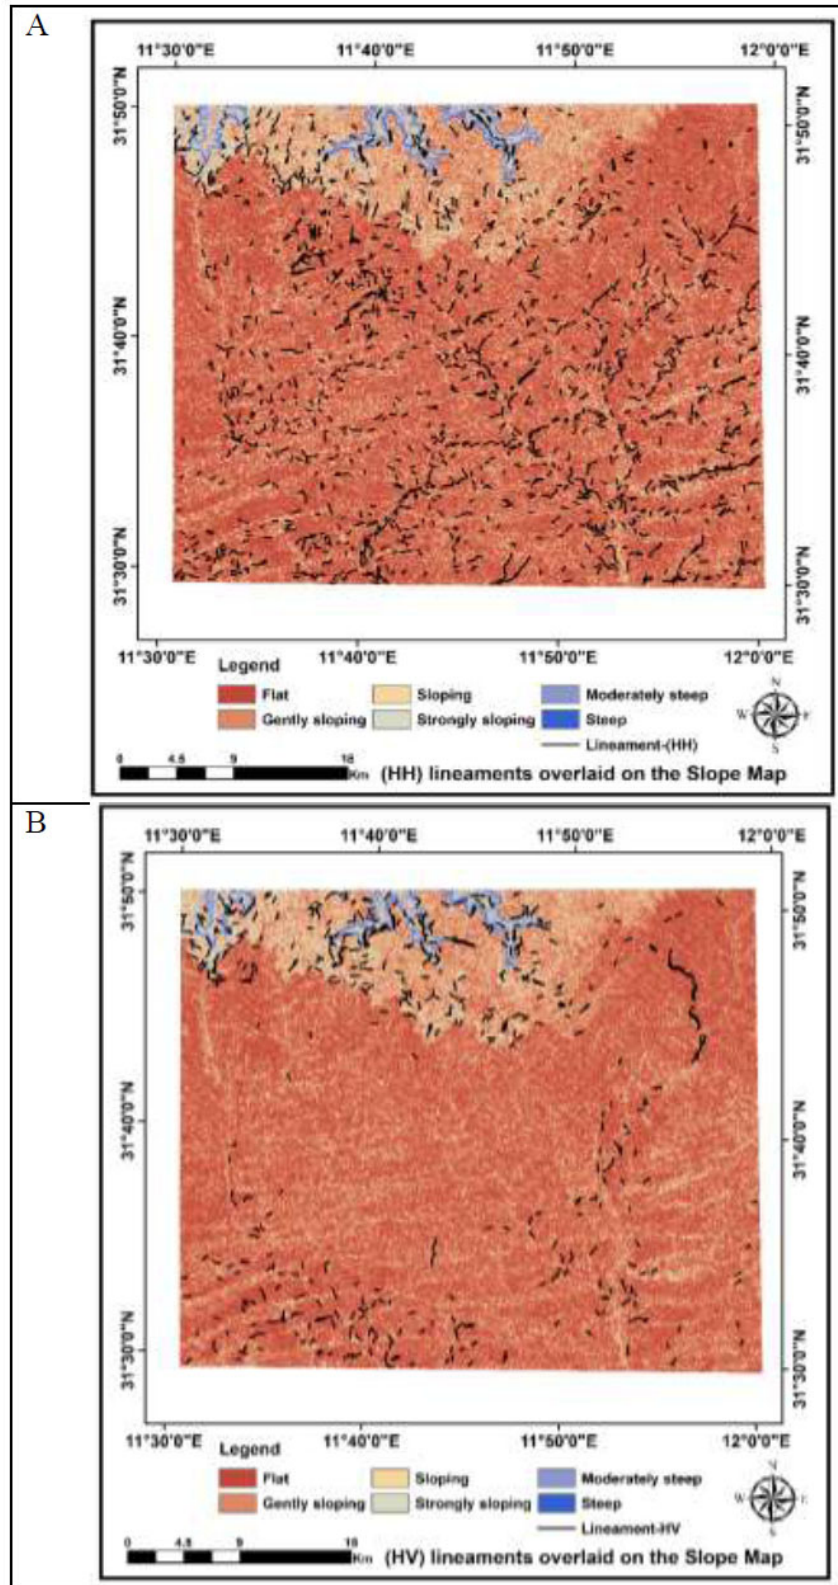 A
11°30'0"E 11°40'0"E 11°50'0"E 12°0'0"E
31°50'0"N
31°40'0"N
31°30'0"N
31°50'0"N
31°40'0"N
31°30'0"N
11°30'0"E 11°40'0"E 11°50'0"E 12°0'0"E
Legend
Flat Sloping Moderately steep
Gently sloping Strongly sloping Steep
Lineament-(HH)
N
W E
S
0 4.5 9 18
Km (HH) lineaments overlaid on the Slope Map
B
11°30'0"E 11°40'0"E 11°50'0"E 12°0'0"E
31°50'0"N
31°40'0"N
31°30'0"N
31°50'0"N
31°40'0"N
31°30'0"N
11°30'0"E 11°40'0"E 11°50'0"E 12°0'0"E
Legend
Flat Sloping Moderately steep
Gently sloping Strongly sloping Steep
Lineament-HV
N
W E
S
0 4.5 9 18
Km (HV) lineaments overlaid on the Slope Map